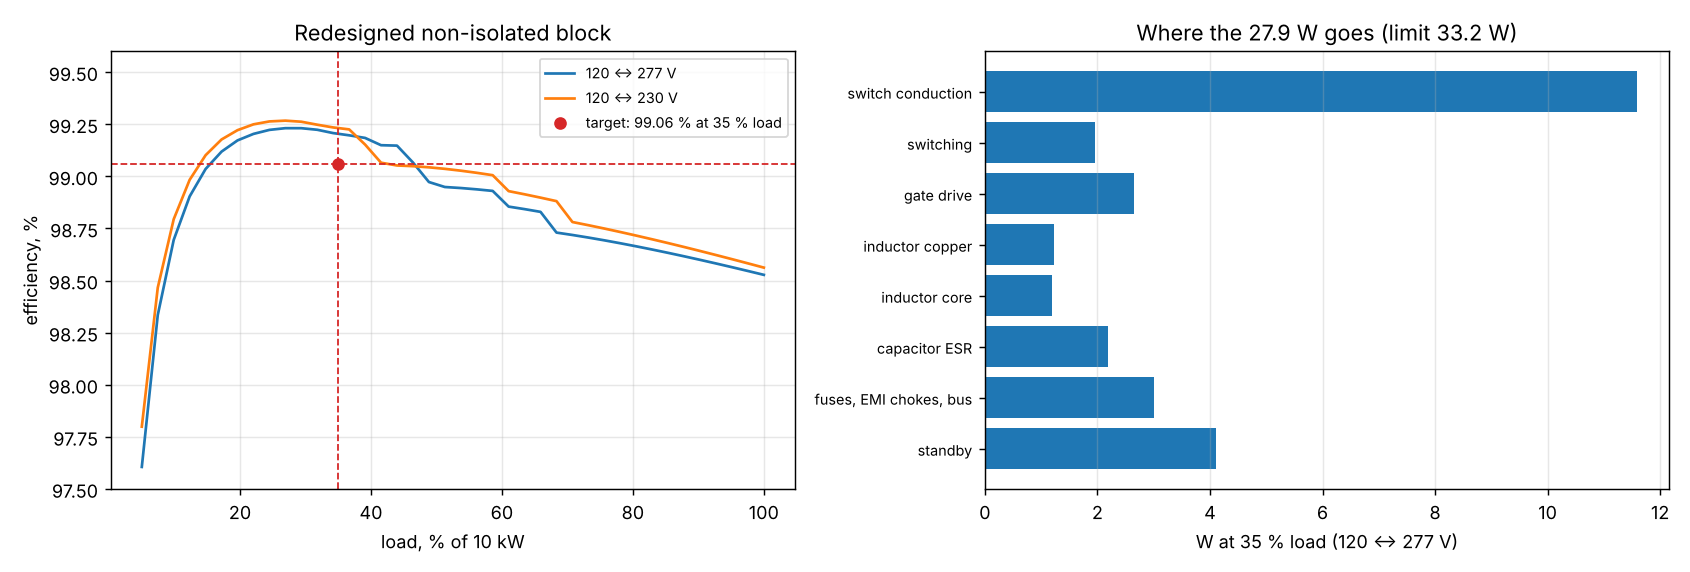 Redesigned non-isolated block
99.50
99.25
99.00
98.75
98.50
98.25
98.00
97.75
97.50
efficiency, %
120 ↔ 277 V
120 ↔ 230 V
target: 99.06 % at 35 % load
20
40
60
80
100
load, % of 10 kW
Where the 27.9 W goes (limit 33.2 W)
switch conduction
switching
gate drive
inductor copper
inductor core
capacitor ESR
fuses, EMI chokes, bus
standby
0
2
4
6
8
10
12
W at 35 % load (120 ↔ 277 V)